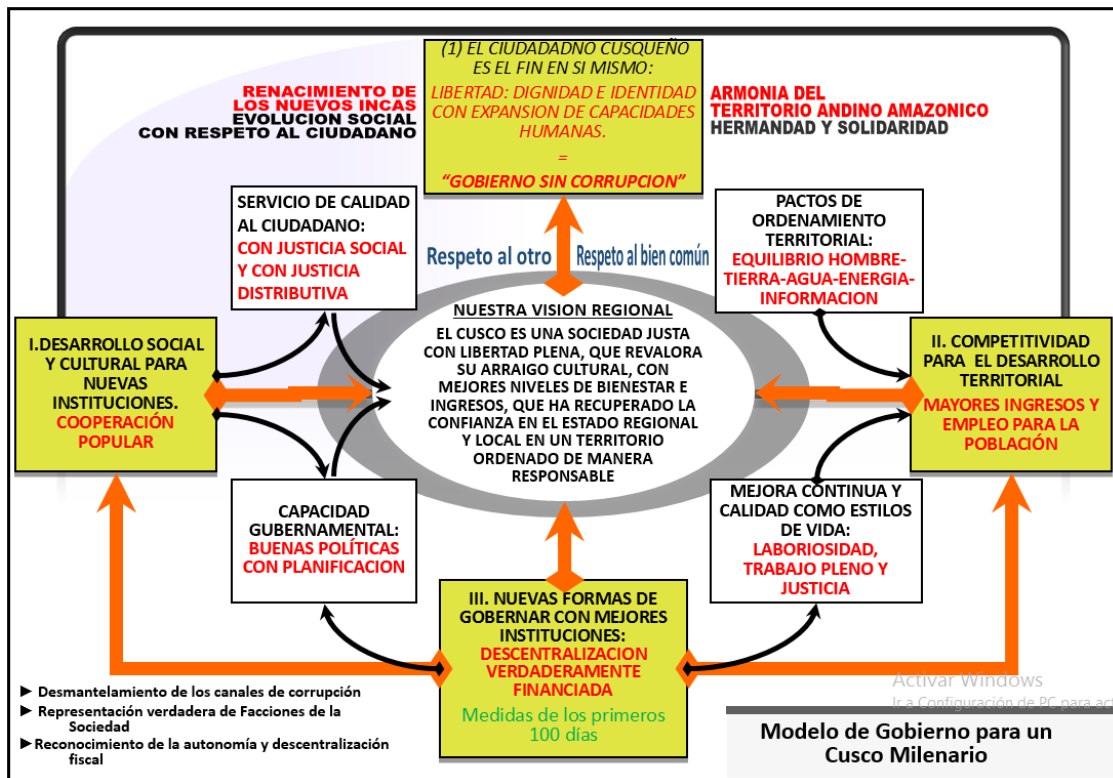 (1) EL CIUDADADNO CUSQUEÑO
ES EL FIN EN SI MISMO:
LIBERTAD: DIGNIDAD E IDENTIDAD
CON EXPANSION DE CAPACIDADES
HUMANAS.
=
“GOBIERNO SIN CORRUPCION”
RENACIMIENTO DE
LOS NUEVOS INCAS
EVOLUCION SOCIAL
CON RESPETO AL CIUDADANO
ARMONIA DEL
TERRITORIO ANDINO AMAZONICO
HERMANDAD Y SOLIDARIDAD
SERVICIO DE CALIDAD
AL CIUDADANO:
CON JUSTICIA SOCIAL
Y CON JUSTICIA
DISTRIBUTIVA
PACTOS DE
ORDENAMIENTO
TERRITORIAL:
EQUILIBRIO HOMBRE-
TIERRA-AGUA-ENERGIA-
INFORMACION
Respeto al otro
Respeto al bien común
NUESTRA VISION REGIONAL
EL CUSCO ES UNA SOCIEDAD JUSTA
CON LIBERTAD PLENA, QUE REVALORA
SU ARRAIGO CULTURAL, CON
MEJORES NIVELES DE BIENESTAR E
INGRESOS, QUE HA RECUPERADO LA
CONFIANZA EN EL ESTADO REGIONAL
Y LOCAL EN UN TERRITORIO
ORDENADO DE MANERA
RESPONSABLE
I.DESARROLLO SOCIAL
Y CULTURAL PARA
NUEVAS
INSTITUCIONES.
COOPERACIÓN
POPULAR
II. COMPETITIVIDAD
PARA EL DESARROLLO
TERRITORIAL
MAYORES INGRESOS Y
EMPLEO PARA LA
POBLACIÓN
CAPACIDAD
GUBERNAMENTAL:
BUENAS POLÍTICAS
CON PLANIFICACION
MEJORA CONTINUA Y
CALIDAD COMO ESTILOS
DE VIDA:
LABORIOSIDAD,
TRABAJO PLENO Y
JUSTICIA
III. NUEVAS FORMAS DE
GOBERNAR CON MEJORES
INSTITUCIONES:
DESCENTRALIZACION
VERDADERAMENTE
FINANCIADA
Medidas de los primeros
100 días
► Desmantelamiento de los canales de corrupción
► Representación verdadera de Facciones de la
Sociedad
►Reconocimiento de la autonomía y descentralización
fiscal
Activar Windows
Ir a Configuración de PC para act
Modelo de Gobierno para un
Cusco Milenario